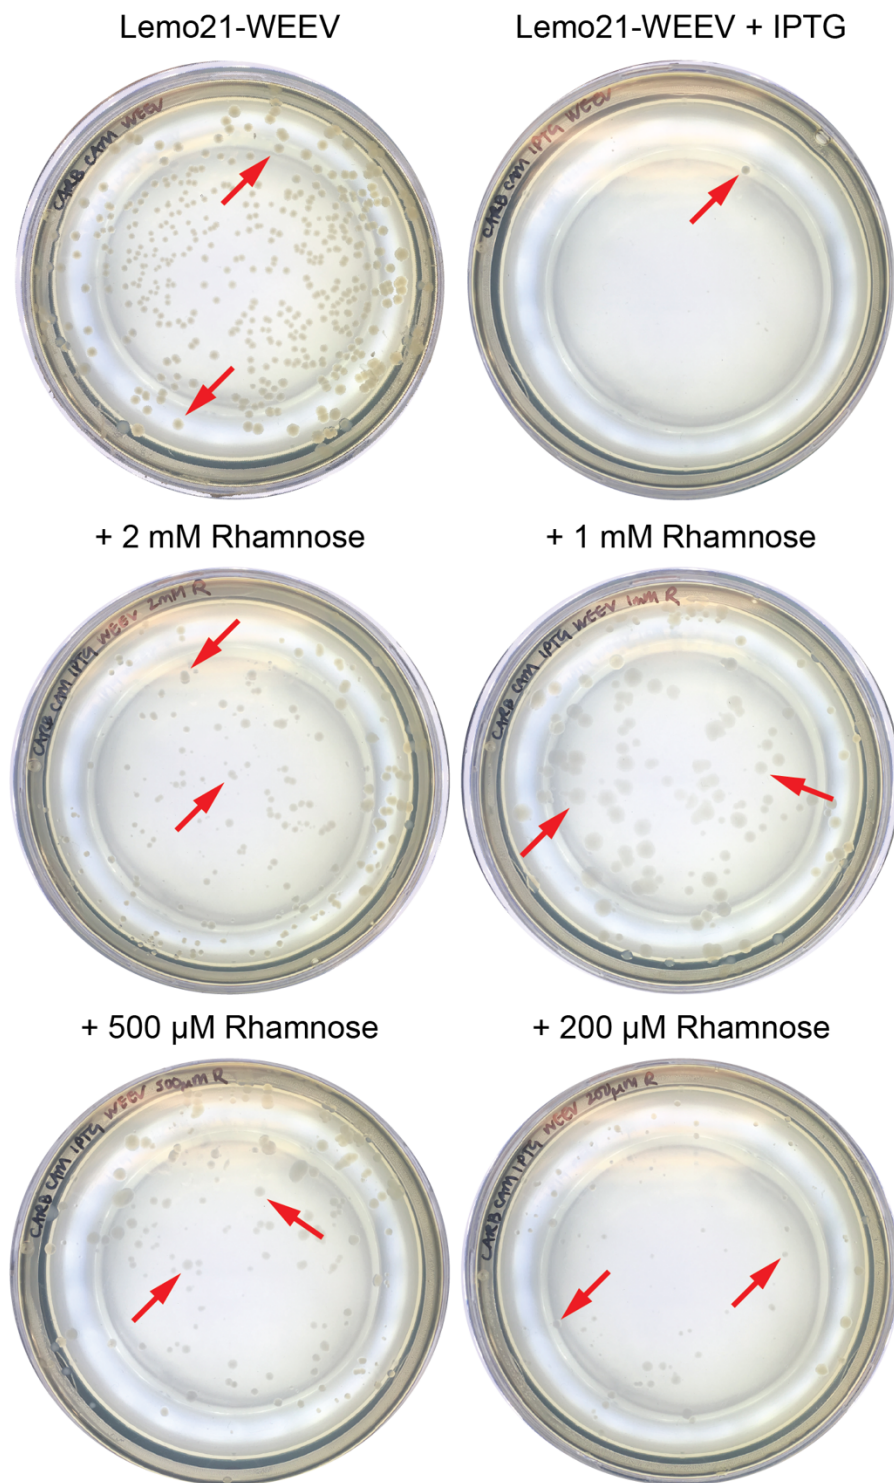 Lemo21-WEEV
Lemo21-WEEV + IPTG
CARB CAM WEEV
CARB CAM IPTG WEEV
+ 2 mM Rhamnose
+ 1 mM Rhamnose
CARB CAM IPTG WEEV 2mM R
CARB CAM IPTG WEEV 1mM R
+ 500 µM Rhamnose
+ 200 µM Rhamnose
CARB CAM IPTG WEEV 500µM R
CARB CAM IPTG WEEV 200µM R